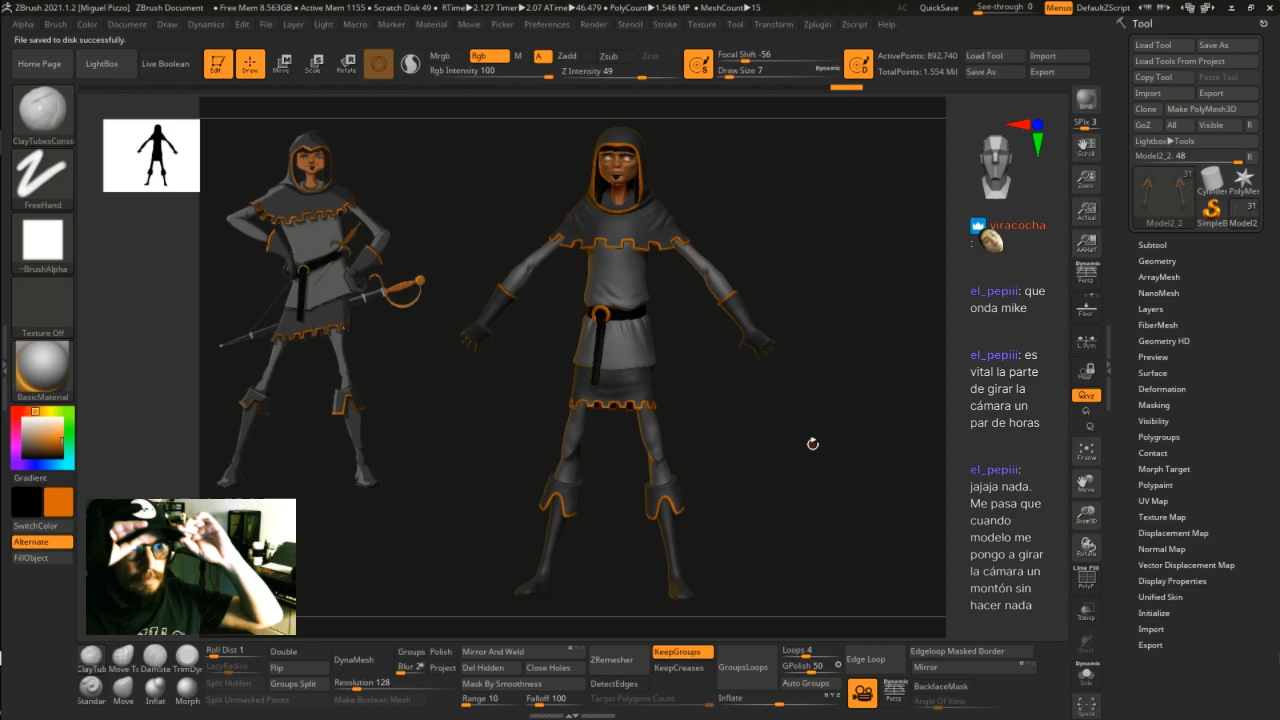 ZBrush 2021.1.2 [Miguel Pizzo] ZBrush Document • Free Mem 8.563GB • Active Mem 1155 • Scratch Disk 49 • RTime▶2.127 Timer▶2.07 ATime▶46.479 • PolyCount▶1.546 MP • MeshCount▶15 AC QuickSave See-through 0 Menus DefaultZScript
Alpha Brush Color Document Draw Dynamics Edit File Layer Light Macro Marker Material Movie Picker Preferences Render Stencil Stroke Texture Tool Transform Zplugin Zscript Help
Tool
File saved to disk successfully.
Home Page LightBox Live Boolean Edit Draw Move Scale Rotate
Mrgb Rgb M A Zadd Zsub Zcut
Rgb Intensity 100 Z Intensity 49
Focal Shift -56
Draw Size 7 Dynamic
ActivePoints: 892,740 Load Tool Import
TotalPoints: 1.554 Mil Save As Export
Load Tool Save As
Load Tools From Project
Copy Tool Paste Tool
Import Export
Clone Make PolyMesh3D
GoZ All Visible R
Lightbox▶Tools
Model2_2. 48 R
31
Cylinder PolyMes
31
Model2_2 SimpleB Model2
Subtool
Geometry
ArrayMesh
NanoMesh
Layers
FiberMesh
Geometry HD
Preview
Surface
Deformation
Masking
Visibility
Polygroups
Contact
Morph Target
Polypaint
UV Map
Texture Map
Displacement Map
Normal Map
Vector Displacement Map
Display Properties
Unified Skin
Initialize
Import
Export
ClayTubesConst
FreeHand
~BrushAlpha
Texture Off
BasicMaterial
Gradient
SwitchColor
Alternate
FillObject
BPR
SPix 3
Scroll
Zoom
Actual
AAHalf
Dynamic
Persp
Floor
L.Sym
XYZ
Frame
Move
Zoom3D
Rotate
Line Fill
PolyF
Transp
Dynamic
Solo
Xpose
viracocha
:
el_pepiii: que
onda mike
el_pepiii: es
vital la parte
de girar la
cámara un
par de horas
el_pepiii:
jajaja nada.
Me pasa que
cuando
modelo me
pongo a girar
la cámara un
montón sin
hacer nada
ClayTub Move To DamSta TrimDyn
Standar Move Inflat Morph
Roll Dist 1 Double
LazyRadius Flip
Split Hidden Groups Split
Split Unmasked Points
DynaMesh Groups Polish
Blur 2 Project
Resolution 128
Make Boolean Mesh
Mirror And Weld
Del Hidden Close Holes
Mask By Smoothness
Range 10 Falloff 100
ZRemesher KeepGroups
KeepCreases
DetectEdges
Target Polygons Count
GroupsLoops Loops 4
GPolish 50
Auto Groups
Inflate
Edge Loop Edgeloop Masked Border
Mirror
Dynamic
Persp
BackfaceMask
Angle Of View